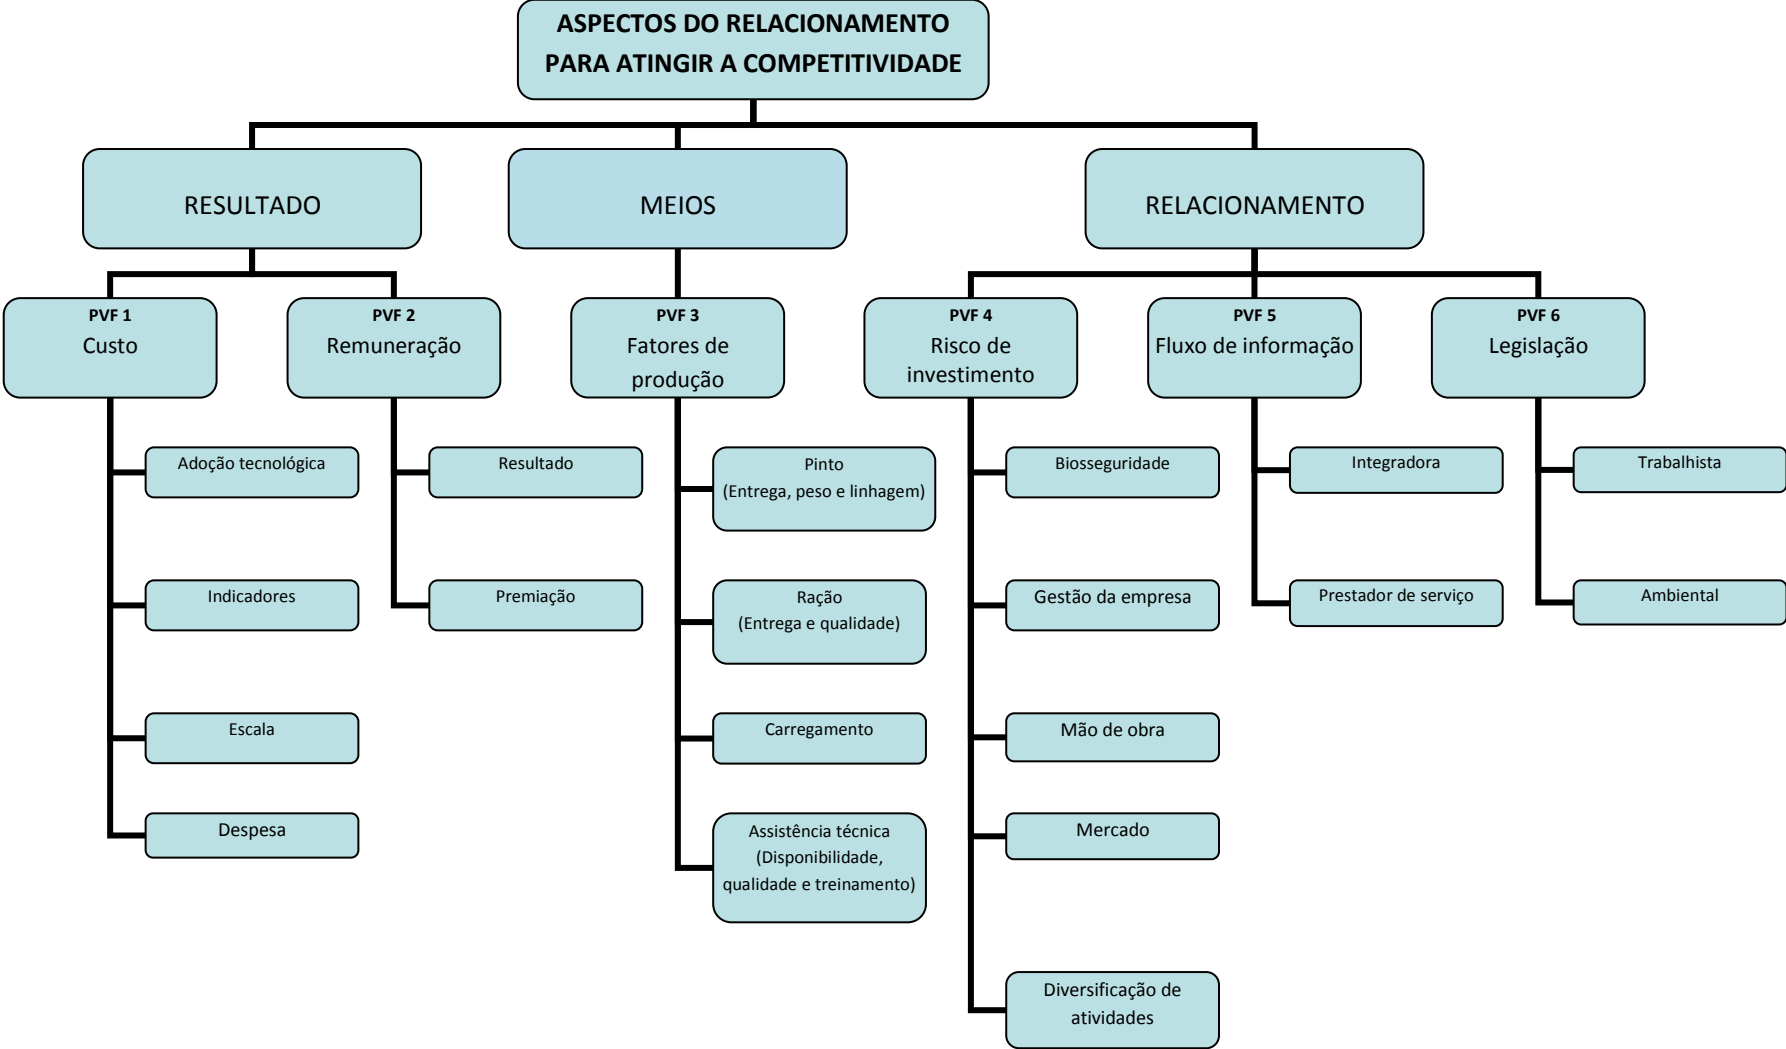 ASPECTOS DO RELACIONAMENTO
PARA ATINGIR A COMPETITIVIDADE
RESULTADO
MEIOS
RELACIONAMENTO
PVF 1
Custo
PVF 2
Remuneração
PVF 3
Fatores de
produção
PVF 4
Risco de
investimento
PVF 5
Fluxo de informação
PVF 6
Legislação
Adoção tecnológica
Indicadores
Escala
Despesa
Resultado
Premiação
Pinto
(Entrega, peso e linhagem)
Ração
(Entrega e qualidade)
Carregamento
Assistência técnica
(Disponibilidade,
qualidade e treinamento)
Biosseguridade
Gestão da empresa
Mão de obra
Mercado
Diversificação de
atividades
Integradora
Prestador de serviço
Trabalhista
Ambiental